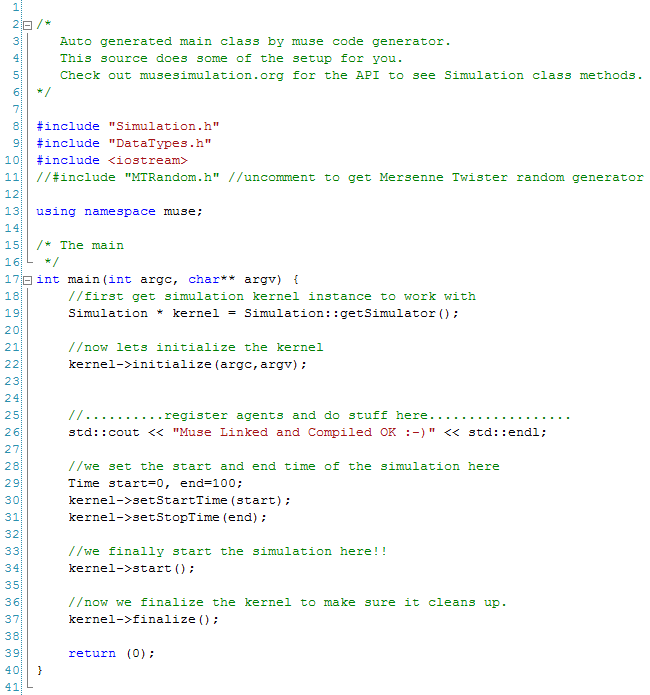 1
2 /*
3 Auto generated main class by muse code generator.
4 This source does some of the setup for you.
5 Check out musesimulation.org for the API to see Simulation class methods.
6 */
7
8 #include "Simulation.h"
9 #include "DataTypes.h"
10 #include <iostream>
11 //#include "MTRandom.h" //uncomment to get Mersenne Twister random generator
12
13 using namespace muse;
14
15 /* The main
16 */
17 int main(int argc, char** argv) {
18 //first get simulation kernel instance to work with
19 Simulation * kernel = Simulation::getSimulator();
20
21 //now lets initialize the kernel
22 kernel->initialize(argc,argv);
23
24
25 //..........register agents and do stuff here..................
26 std::cout << "Muse Linked and Compiled OK :-)" << std::endl;
27
28 //we set the start and end time of the simulation here
29 Time start=0, end=100;
30 kernel->setStartTime(start);
31 kernel->setStopTime(end);
32
33 //we finally start the simulation here!!
34 kernel->start();
35
36 //now we finalize the kernel to make sure it cleans up.
37 kernel->finalize();
38
39 return (0);
40 }
41